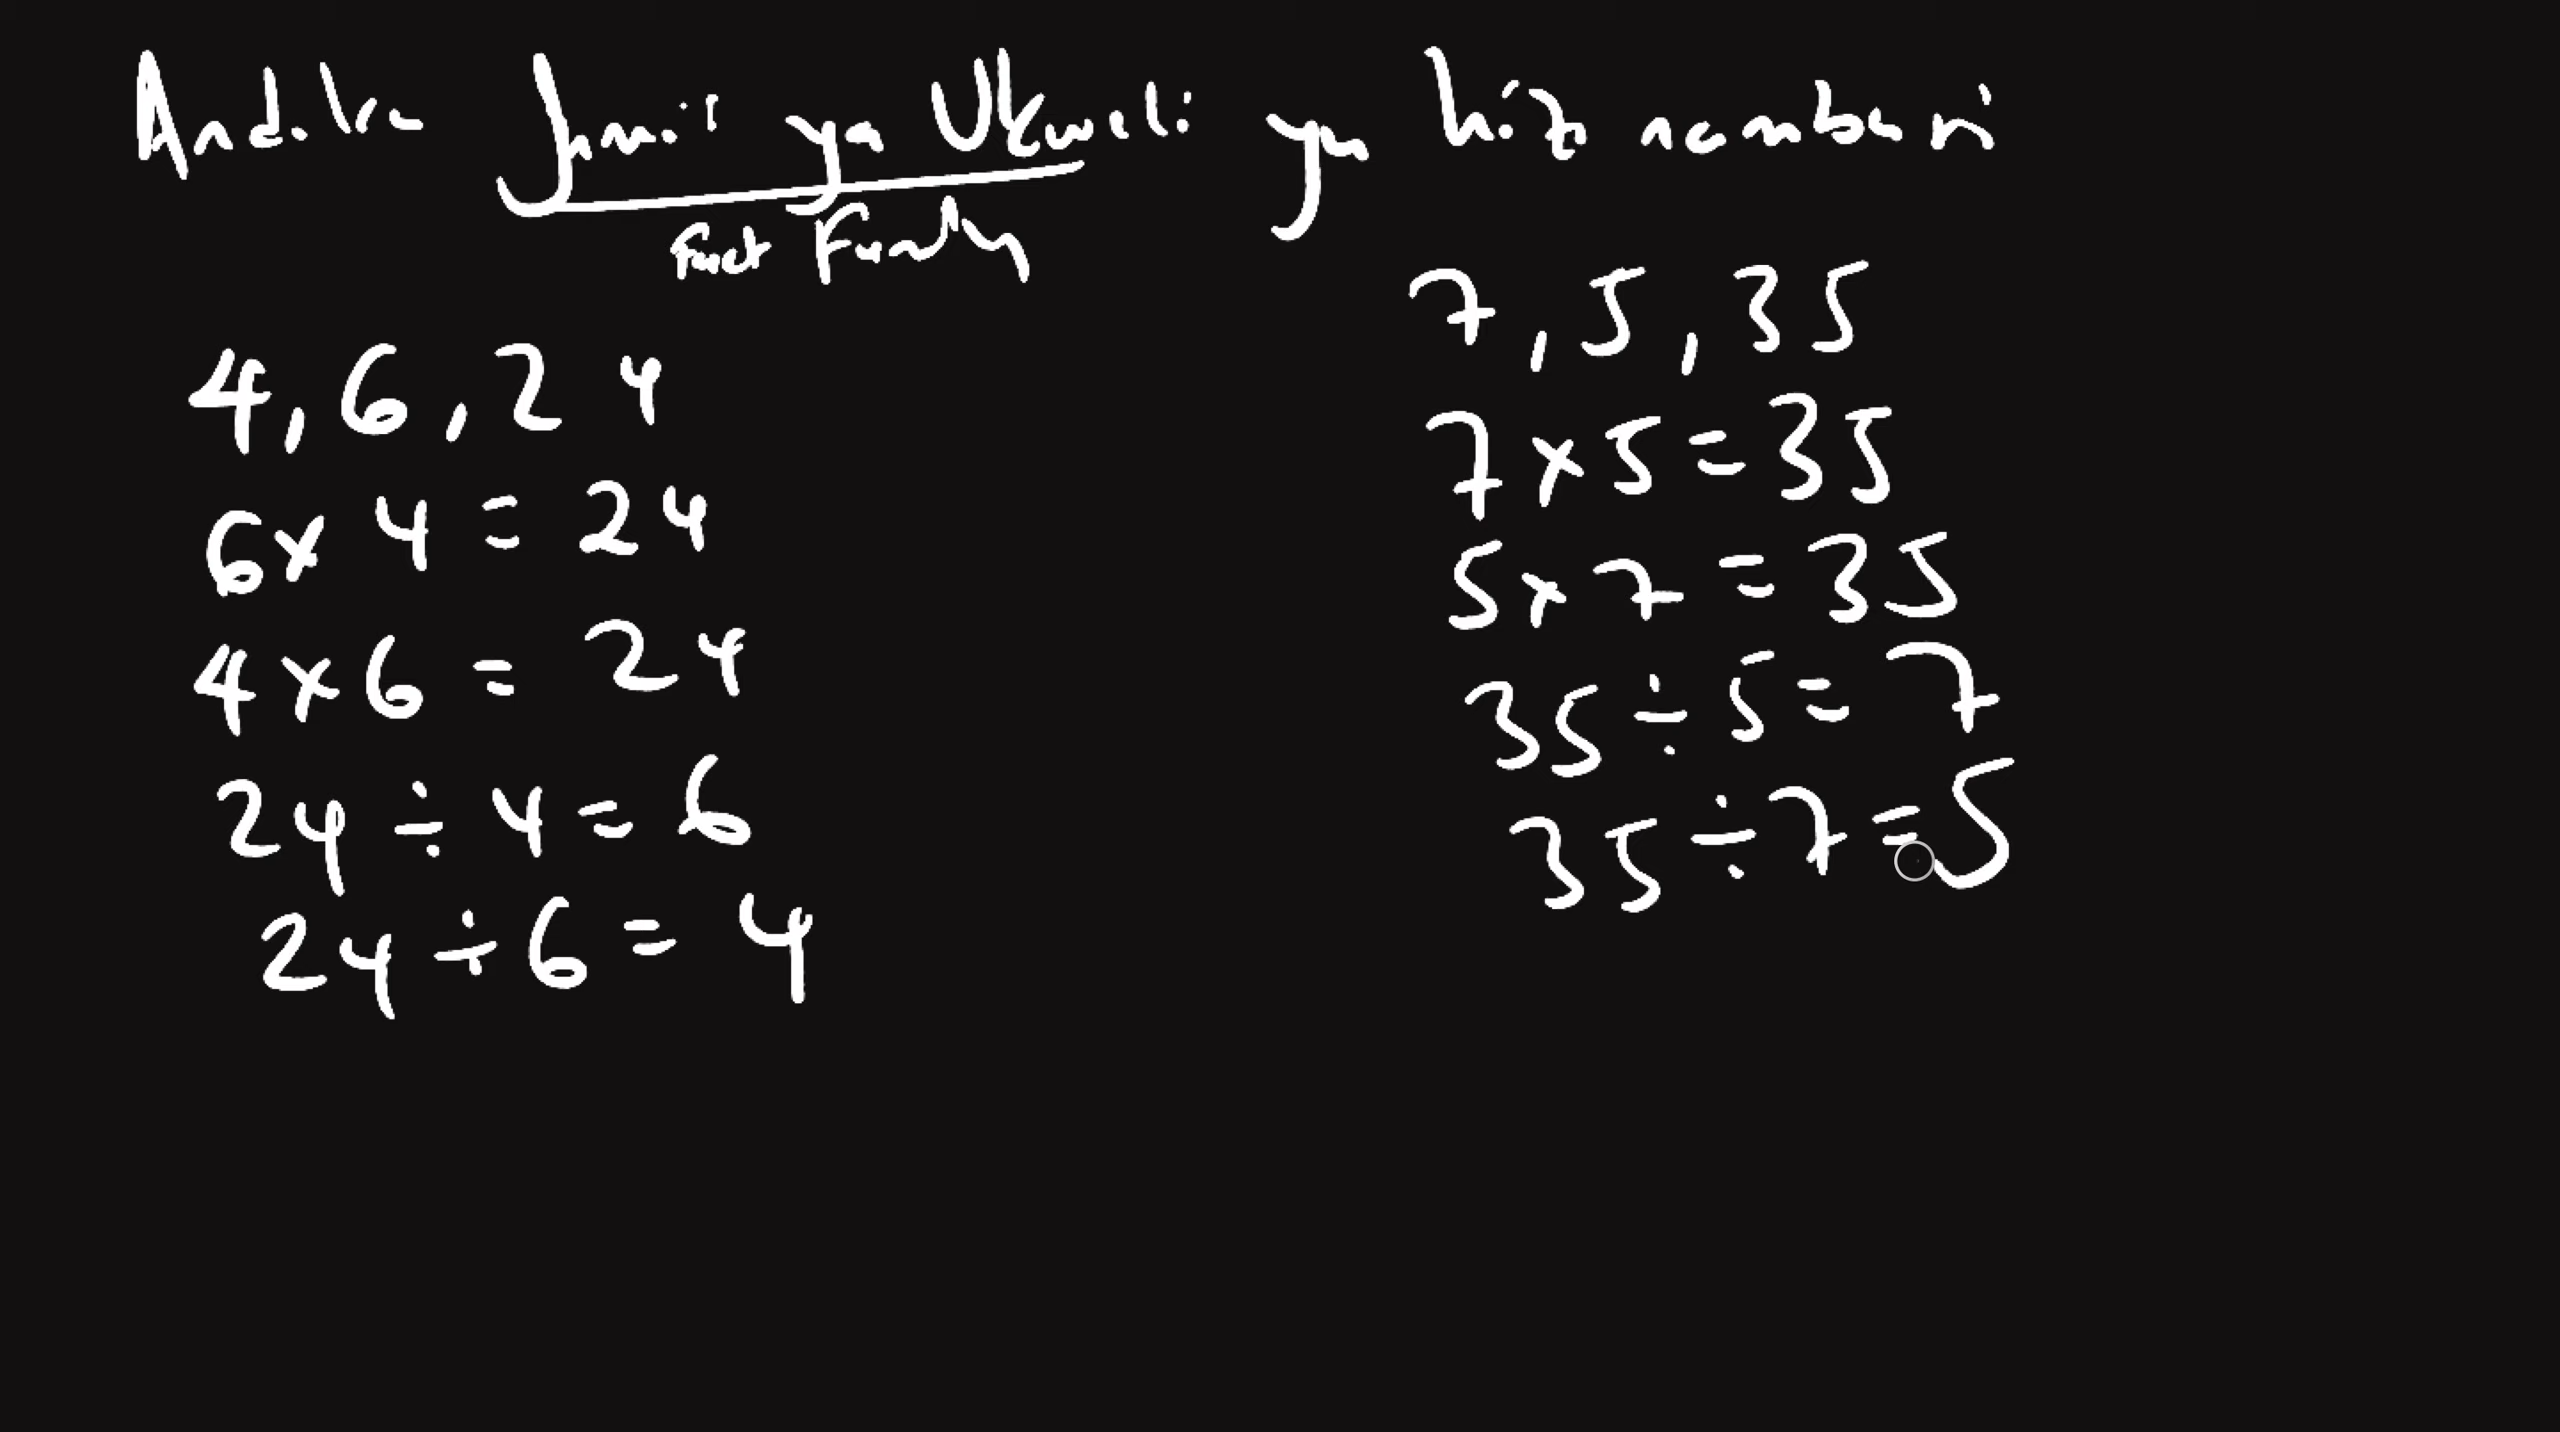 Andika Jamii ya Ukweli ya hizi nambari
Fact Family
4, 6, 24
6 x 4 = 24
4 x 6 = 24
24 ÷ 4 = 6
24 ÷ 6 = 4
7, 5, 35
7 x 5 = 35
5 x 7 = 35
35 ÷ 5 = 7
35 ÷ 7 = 5